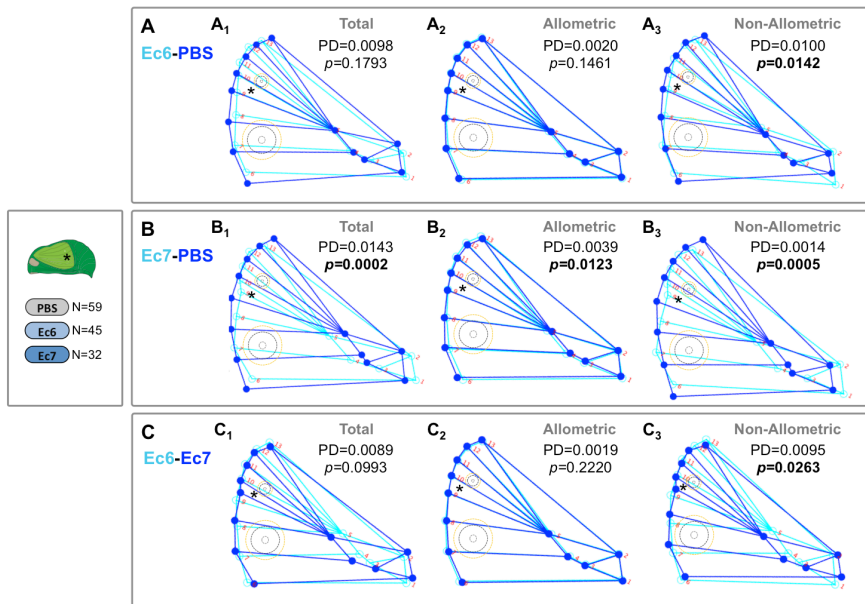 A
Ec6-PBS
A1
Total
PD=0.0098
p=0.1793
A2
Allometric
PD=0.0020
p=0.1461
A3
Non-Allometric
PD=0.0100
p=0.0142
PBS N=59
Ec6 N=45
Ec7 N=32
B
Ec7-PBS
B1
Total
PD=0.0143
p=0.0002
B2
Allometric
PD=0.0039
p=0.0123
B3
Non-Allometric
PD=0.0014
p=0.0005
C
Ec6-Ec7
C1
Total
PD=0.0089
p=0.0993
C2
Allometric
PD=0.0019
p=0.2220
C3
Non-Allometric
PD=0.0095
p=0.0263